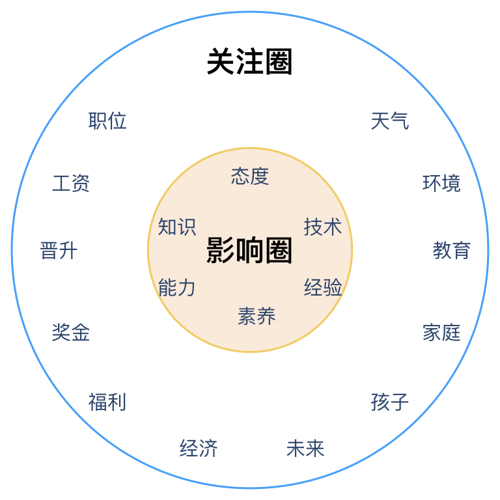 关注圈
职位
天气
工资
环境
态度
知识
技术
晋升
影响圈
教育
能力
经验
素养
奖金
家庭
福利
孩子
经济
未来